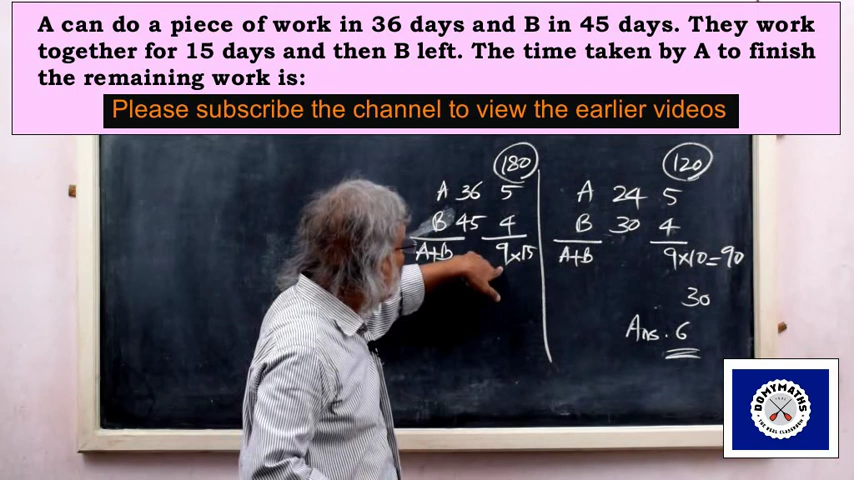 A can do a piece of work in 36 days and B in 45 days. They work
together for 15 days and then B left. The time taken by A to finish
the remaining work is:
Please subscribe the channel to view the earlier videos
180
A 36 5
B 45 4
A+B 9×15
120
A 24 5
B 30 4
A+B 9×10=90
30
Ans. 6
DOMYMATHS
THE REAL CLASSROOM